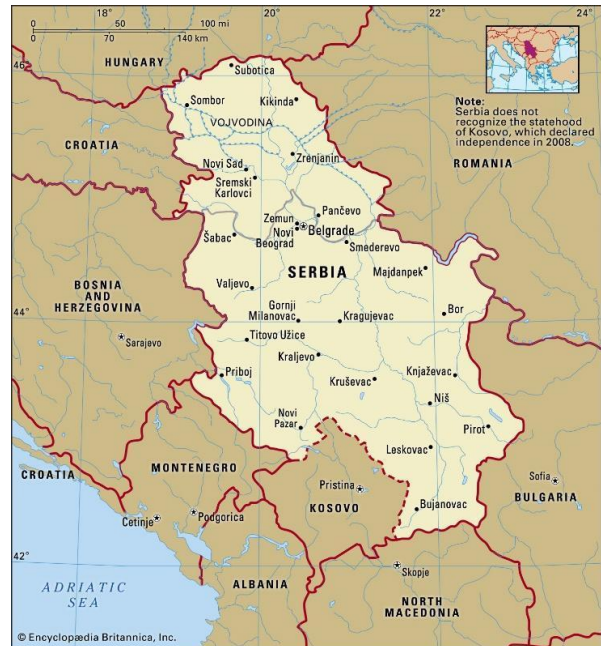 0 50 100 mi
0 70 140 km
18°
20°
22°
46°
44°
42°
HUNGARY
Subotica
Sombor
Kikinda
VOJVODINA
CROATIA
Novi Sad
Zrenjanin
Sremski
Karlovci
ROMANIA
Note:
Serbia does not
recognize the statehood
of Kosovo, which declared
independence in 2008.
Zemun
Pančevo
Novi
Beograd
Belgrade
Šabac
Smederevo
SERBIA
Majdanpek
BOSNIA
AND
HERZEGOVINA
Valjevo
Gornji
Milanovac
Kragujevac
Bor
Sarajevo
Titovo Užice
Kraljevo
Priboj
Kruševac
Knjaževac
Niš
Novi
Pazar
Pirot
Leskovac
CROATIA
MONTENEGRO
Pristina
KOSOVO
Sofia
BULGARIA
Cetinje
Podgorica
Bujanovac
Skopje
ADRIATIC
SEA
ALBANIA
NORTH
MACEDONIA
© Encyclopædia Britannica, Inc.